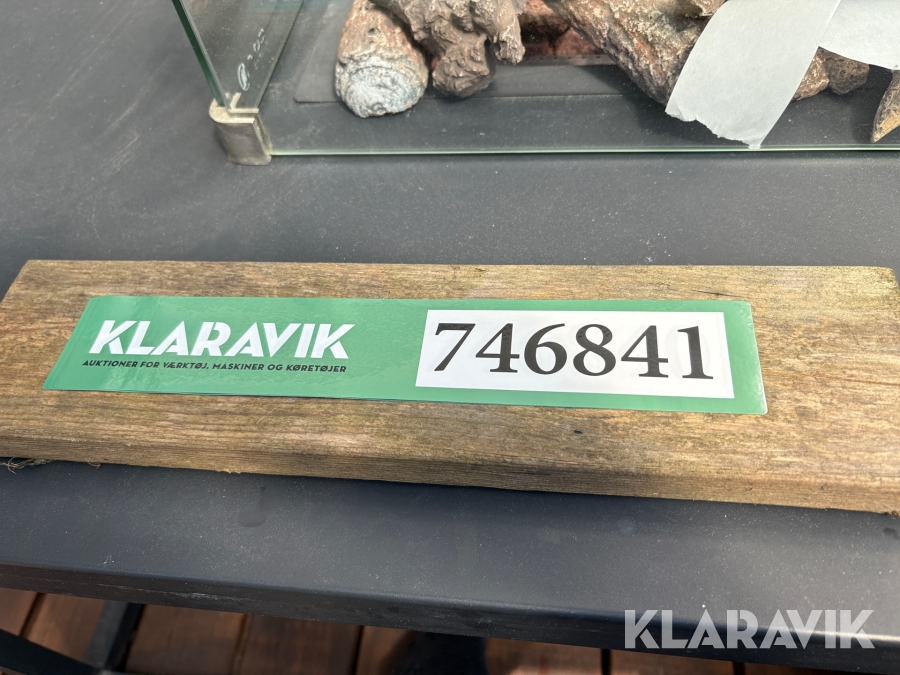 KLARAVIK
AUKTIONER FOR VÆRKTØJ, MASKINER OG KØRETØJER
746841
KLARAVIK